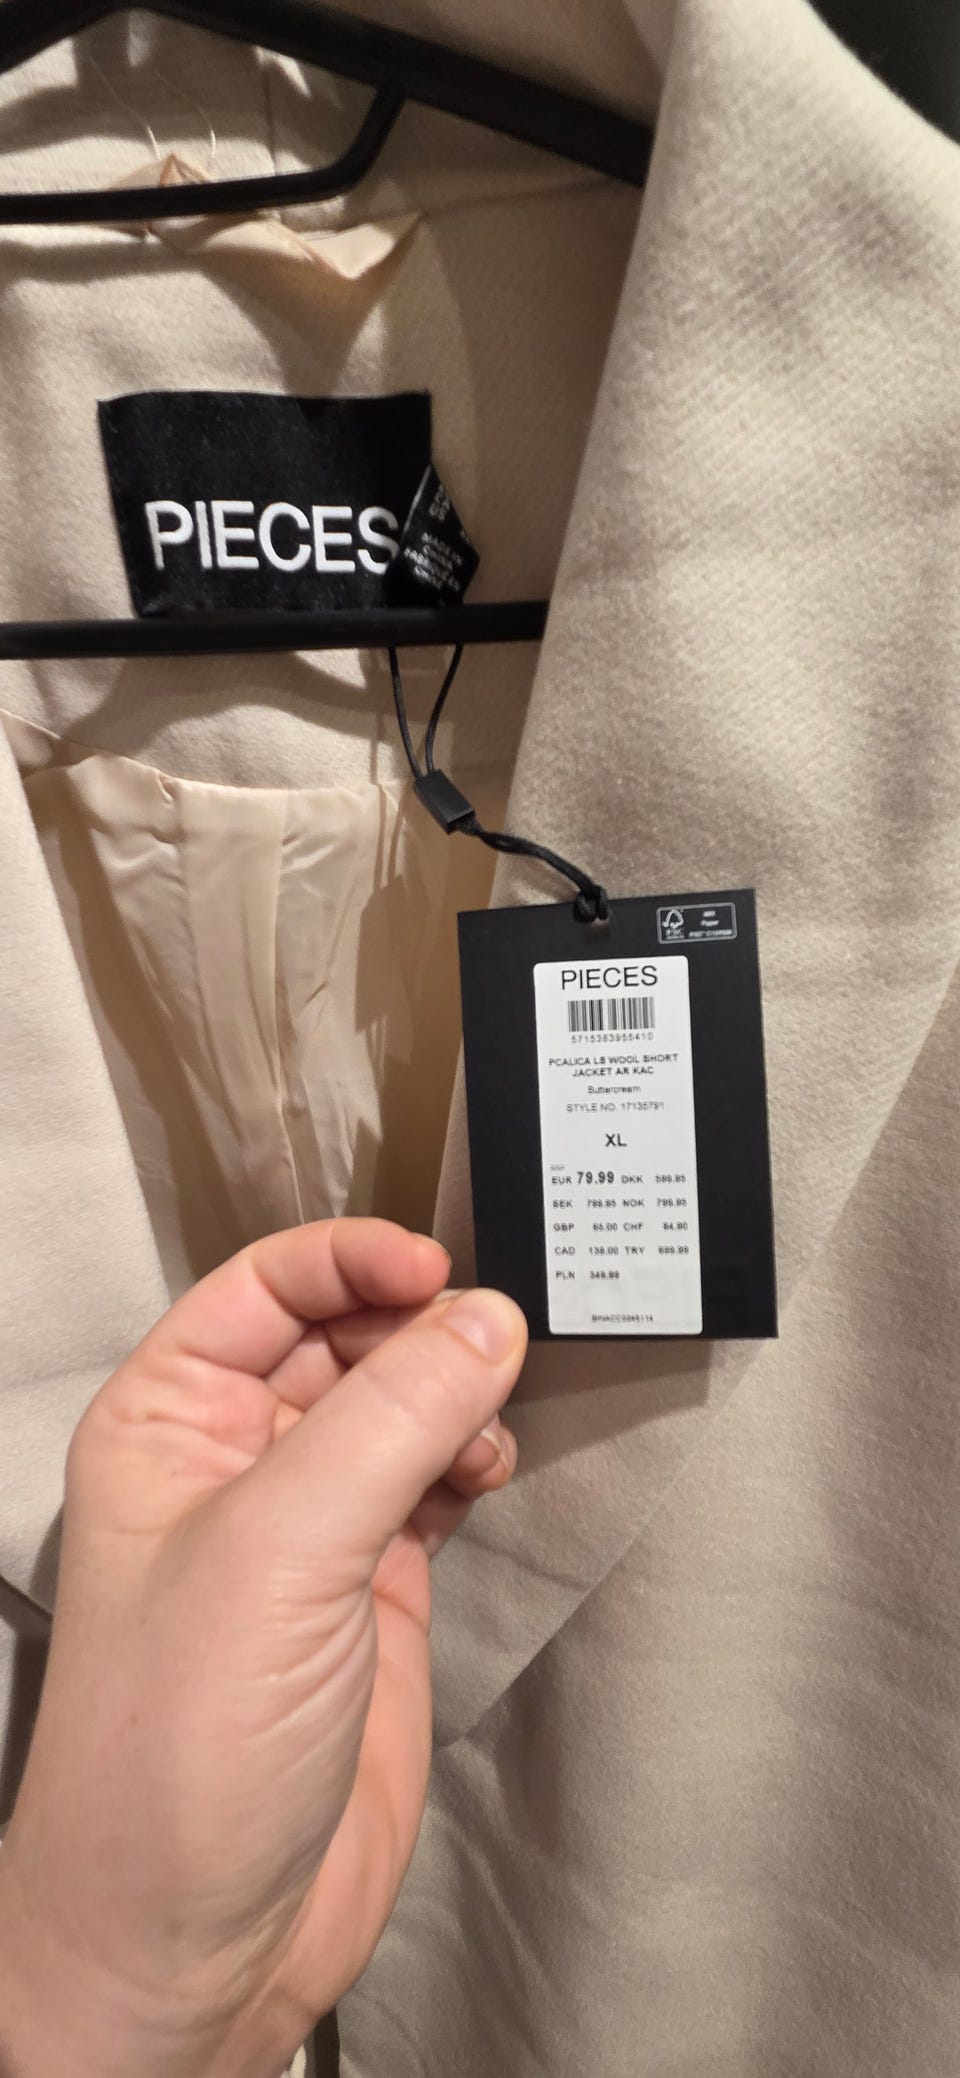 PIECES
MADE IN
PIECES
5715363955410
PCALICA LS WOOL SHORT
JACKET AR KAC
Buttercream
STYLE NO. 17135791
XL
EUR 79.99 DKK 599.95
SEK 799.95 NOK 799.95
GBP 65.00 CHF 84.90
CAD 139.00 TRY 699.99
PLN 349.99